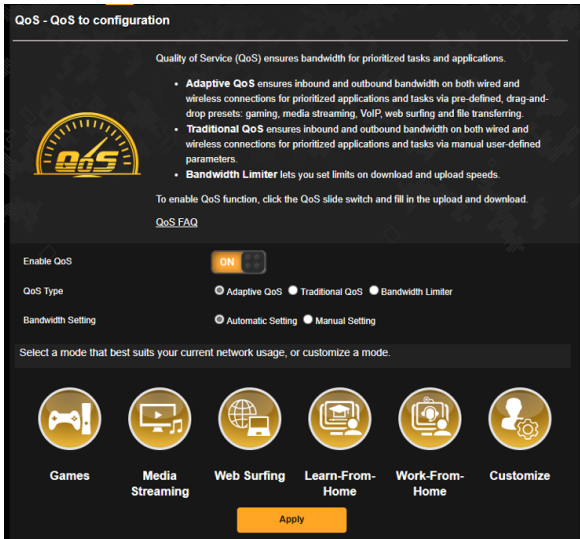 QoS - QoS to configuration
Quality of Service (QoS) ensures bandwidth for prioritized tasks and applications.
• Adaptive QoS ensures inbound and outbound bandwidth on both wired and
wireless connections for prioritized applications and tasks via pre-defined, drag-and-
drop presets: gaming, media streaming, VoIP, web surfing and file transferring.
• Traditional QoS ensures inbound and outbound bandwidth on both wired and
wireless connections for prioritized applications and tasks via manual user-defined
parameters.
• Bandwidth Limiter lets you set limits on download and upload speeds.
QoS
To enable QoS function, click the QoS slide switch and fill in the upload and download.
QoS FAQ
Enable QoS ON
QoS Type Adaptive QoS Traditional QoS Bandwidth Limiter
Bandwidth Setting Automatic Setting Manual Setting
Select a mode that best suits your current network usage, or customize a mode.
Games Media Web Surfing Learn-From- Work-From- Customize
Streaming Home Home
Apply